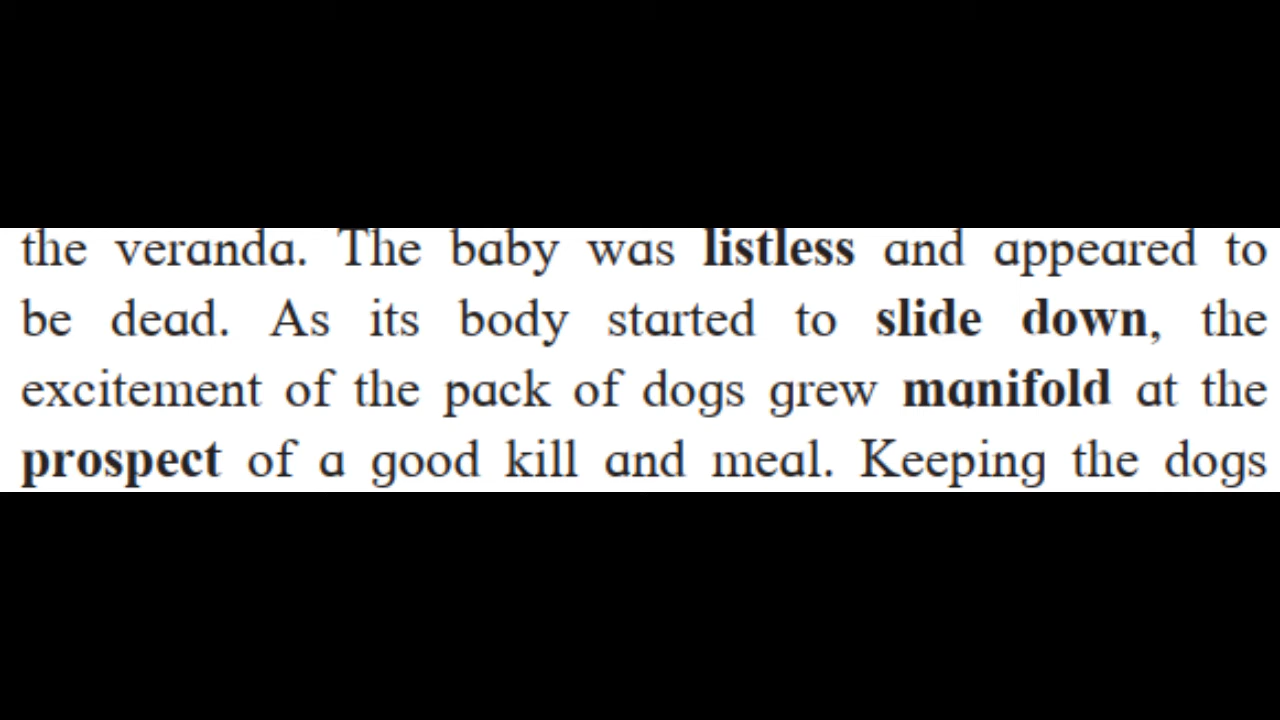 the veranda. The baby was listless and appeared to
be dead. As its body started to slide down, the
excitement of the pack of dogs grew manifold at the
prospect of a good kill and meal. Keeping the dogs